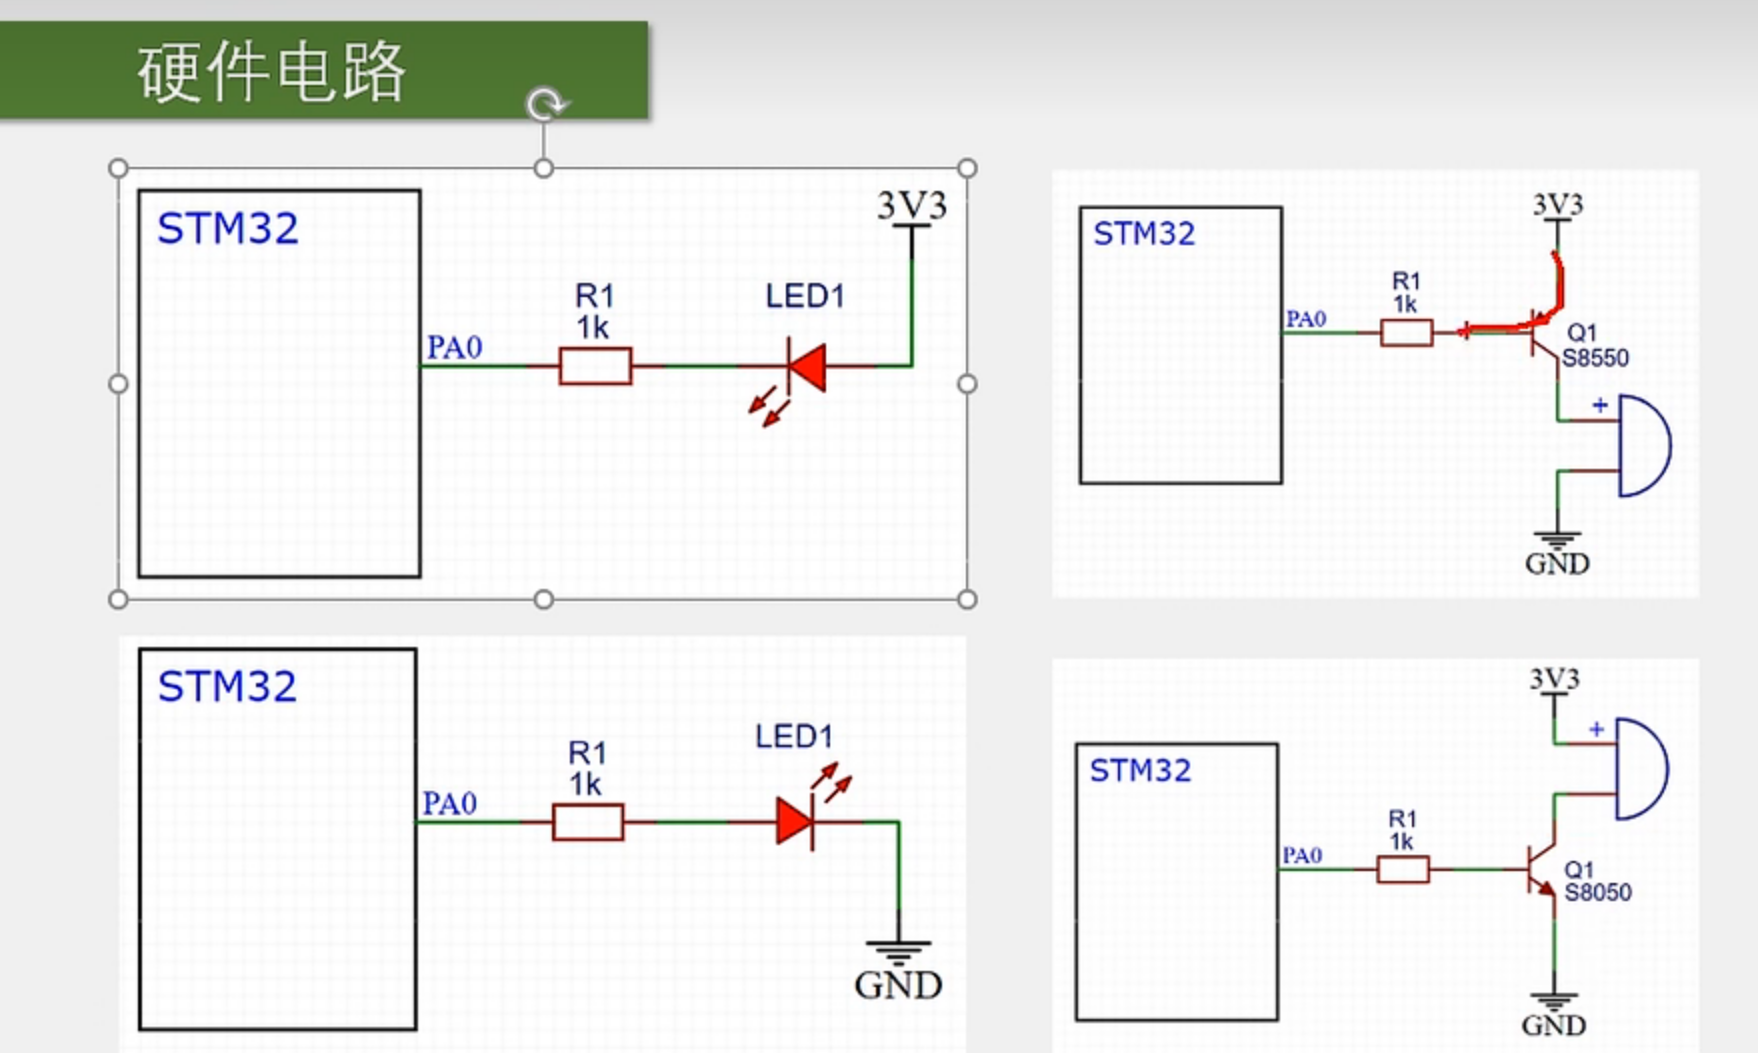 硬件电路
STM32
3V3
R1
1k
LED1
PA0
STM32
3V3
R1
1k
PA0
Q1
S8550
+
GND
STM32
LED1
R1
1k
PA0
GND
3V3
+
STM32
R1
1k
PA0
Q1
S8050
GND